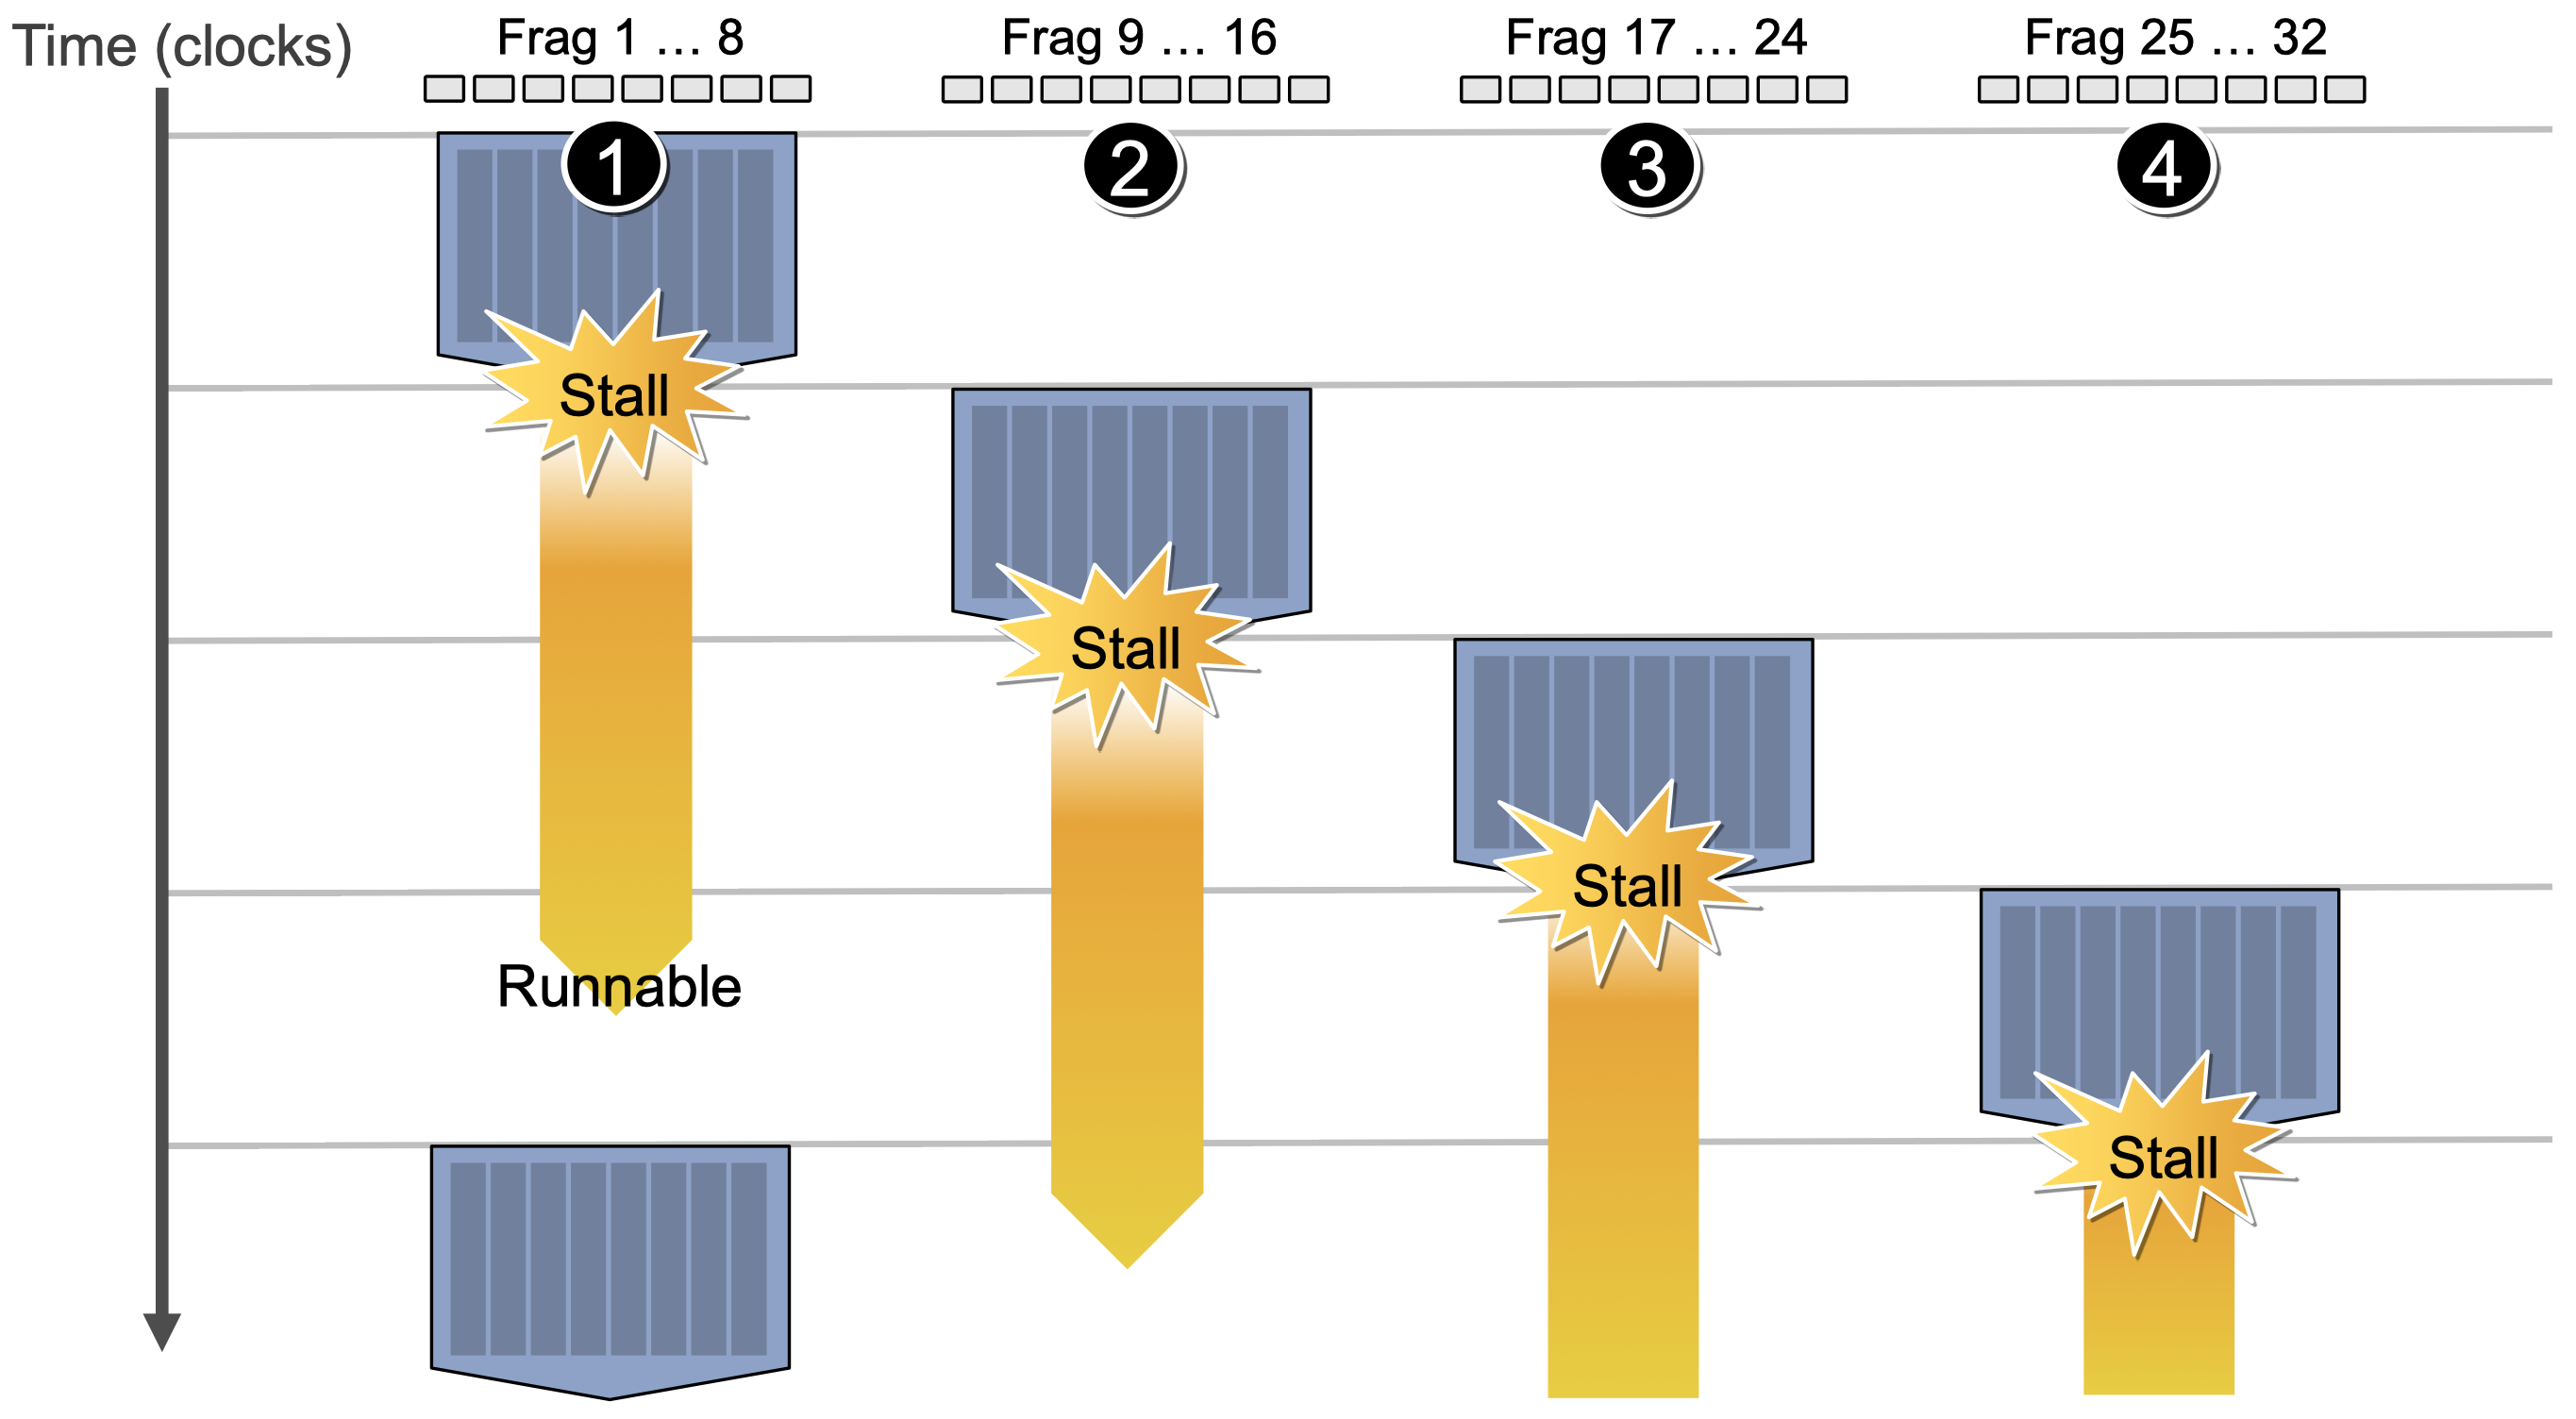 Time (clocks)
Frag 1 … 8
Frag 9 … 16
Frag 17 … 24
Frag 25 … 32
1
2
3
4
Stall
Stall
Stall
Runnable
Stall